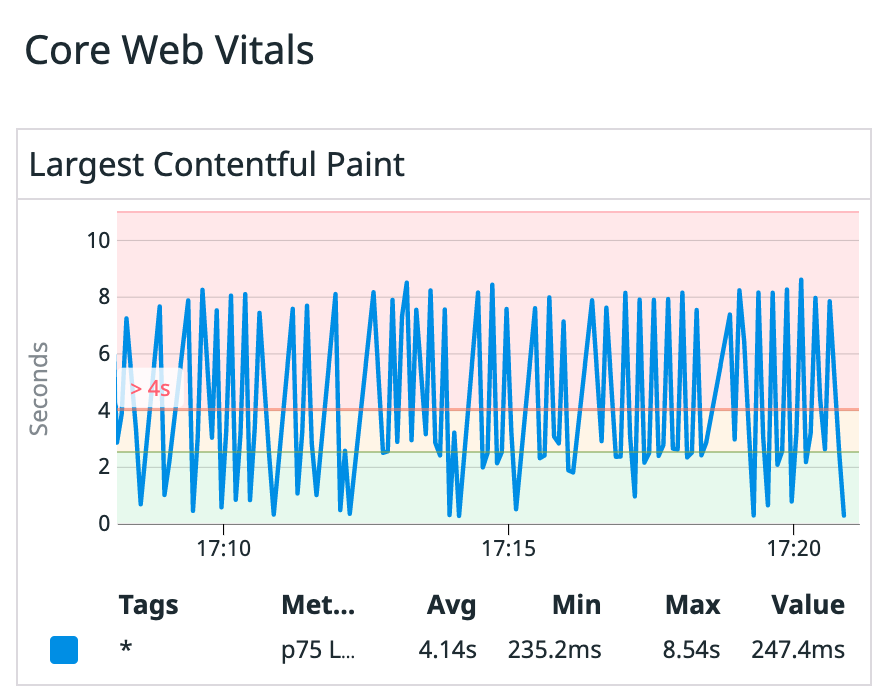 Core Web Vitals
Largest Contentful Paint
10
8
6
> 4s
4
2
0
Seconds
17:10 17:15 17:20
Tags Met... Avg Min Max Value
* p75 L... 4.14s 235.2ms 8.54s 247.4ms